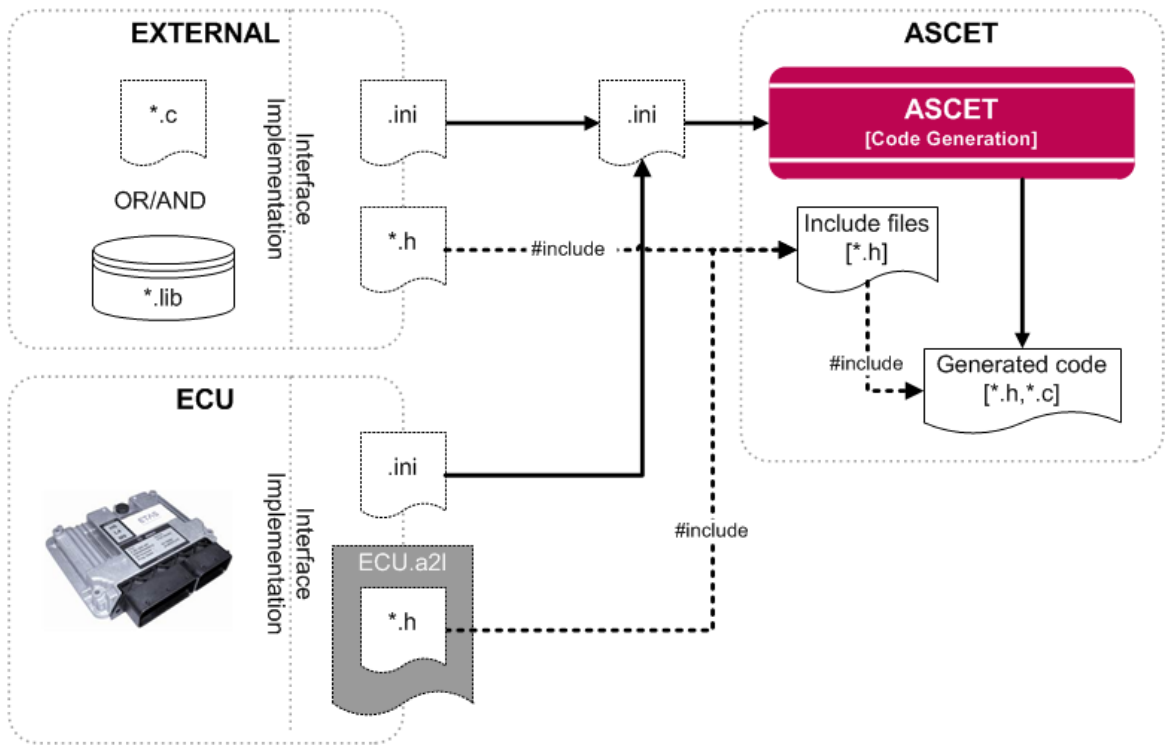 EXTERNAL
*.c
OR/AND
*.lib
Interface
Implementation
.ini
*.h
#include
.ini
ASCET
ASCET
[Code Generation]
Include files
[*.h]
#include
Generated code
[*.h,*.c]
ECU
ETAS
Interface
Implementation
.ini
ECU.a2l
*.h
#include